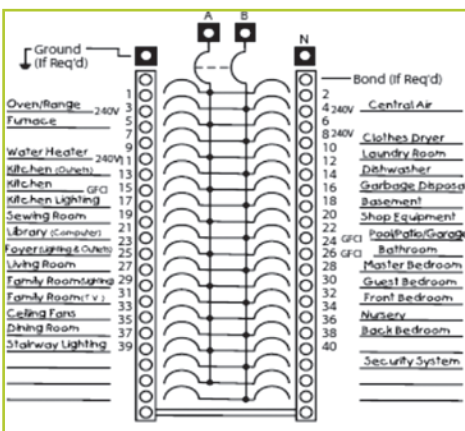 A B
Ground
(If Req'd)
N
Bond (If Req'd)
1 2
Oven/Range 240V 3 4 240V Central Air
Furnace 5 6
7 8 240V Clothes Dryer
9 10 Laundry Room
Water Heater 240V 11 12 Dishwasher
Kitchen (Outlets) 13 14 Garbage Disposa
Kitchen GFCI 15 16 Basement
Kitchen Lighting 17 18 Shop Equipment
Sewing Room 19 20
Library (Computer) 21 22 Pool/Patio/Garage
Foyer (Lighting & Outlets) 23 24 GFCI Bathroom
Living Room 25 26 GFCI Master Bedroom
Family Room (Lighting) 27 28 Guest Bedroom
Family Room (T.V.) 29 30 Front Bedroom
Ceiling Fans 31 32 Nursery
Dining Room 33 34 Back Bedroom
Stairway Lighting 35 36
37 38 Security System
39 40